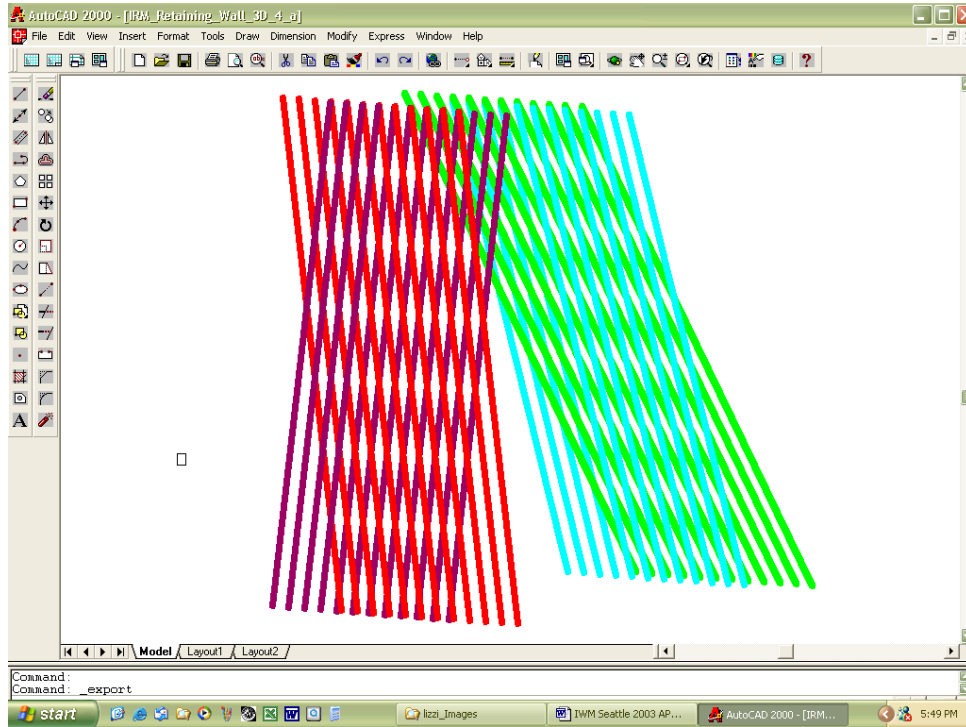 AutoCAD 2000 - [IRM_Retaining_Wall_3D_4_a]
File Edit View Insert Format Tools Draw Dimension Modify Express Window Help
A
Model Layout1 Layout2
Command:
Command: _export
start lizzi_Images IWM Seattle 2003 AP... AutoCAD 2000 - [IRM... 5:49 PM